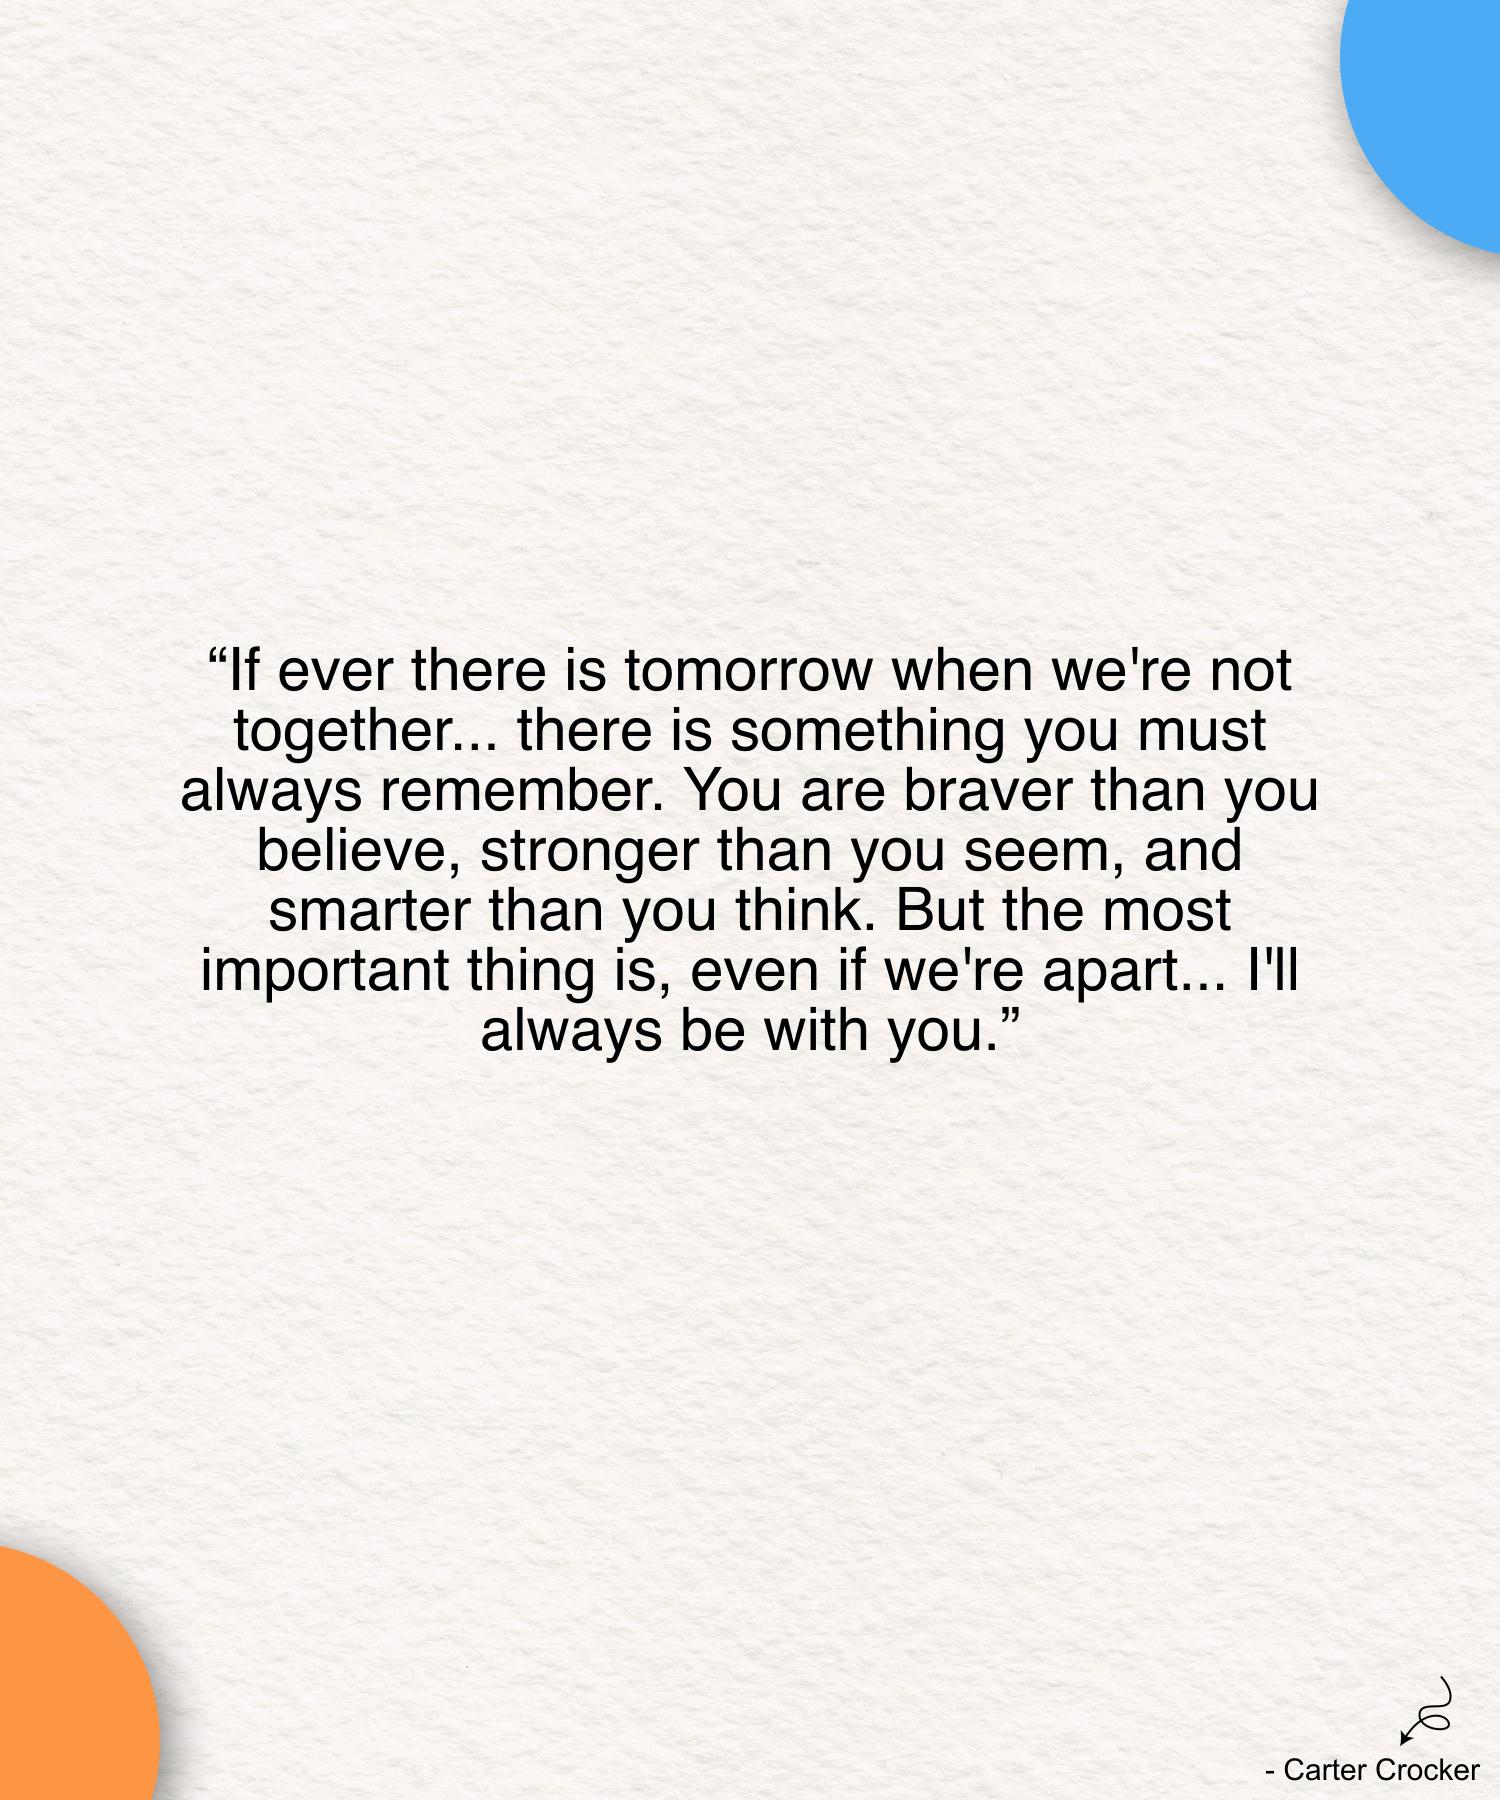 “If ever there is tomorrow when we're not
together... there is something you must
always remember. You are braver than you
believe, stronger than you seem, and
smarter than you think. But the most
important thing is, even if we're apart... I'll
always be with you.”
- Carter Crocker